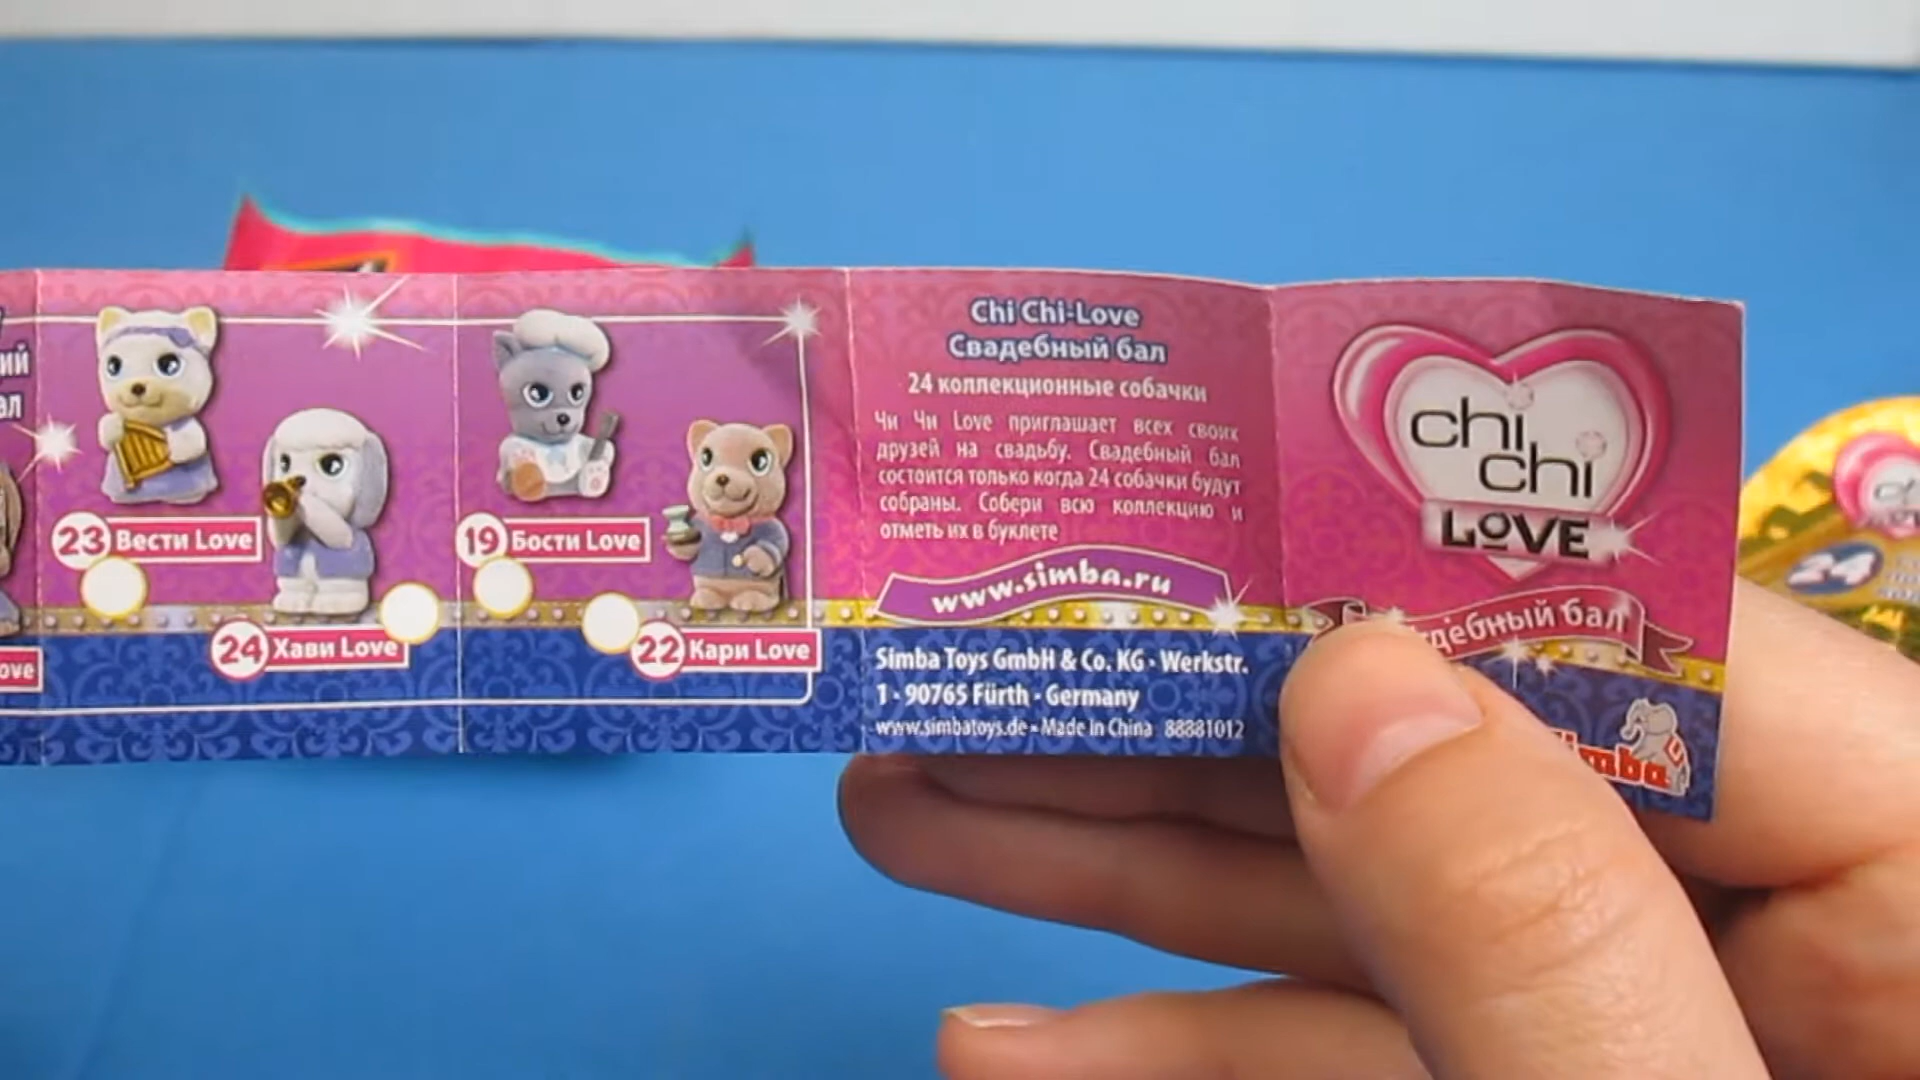 23 Вести Love
24 Хави Love
19 Бости Love
22 Кари Love
Chi Chi-Love
Свадебный бал
24 коллекционные собачки
Чи Чи Love приглашает всех своих
друзей на свадьбу. Свадебный бал
состоится только когда 24 собачки будут
собраны. Собери всю коллекцию и
отметь их в буклете
www.simba.ru
Simba Toys GmbH & Co. KG · Werkstr.
1 · 90765 Fürth · Germany
www.simbatoys.de · Made In China 88881012
chi
chi
LOVE
бал
24